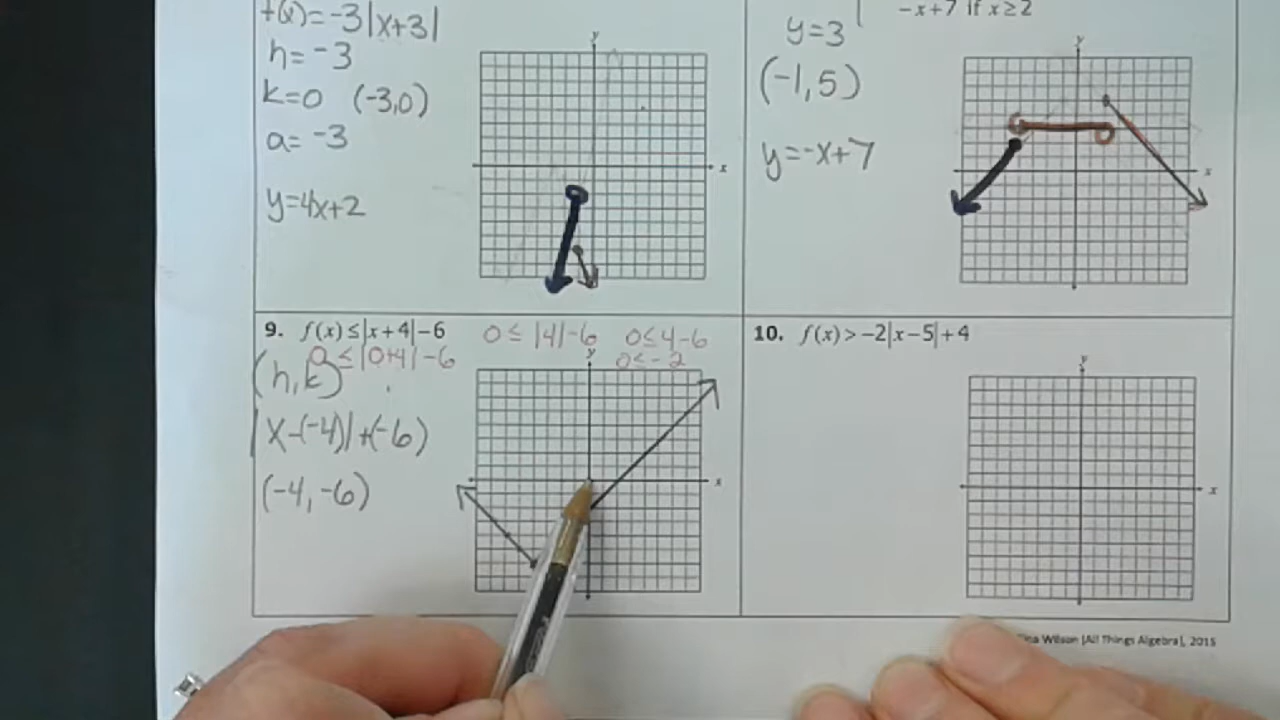 f(x)=-3|x+3|
h=-3
k=0 (-3,0)
a=-3
y=4x+2
y
x
y=3
-x+7 if x≥2
(-1,5)
y=-x+7
y
x
9. f(x)≤|x+4|-6
0≤|4|-6 0≤4-6
0≤|0+4|-6 0≤-2
(h,k)
|x-(-4)|+(-6)
(-4,-6)
y
x
10. f(x)>-2|x-5|+4
y
x
Wilson (All Things Algebra), 2015